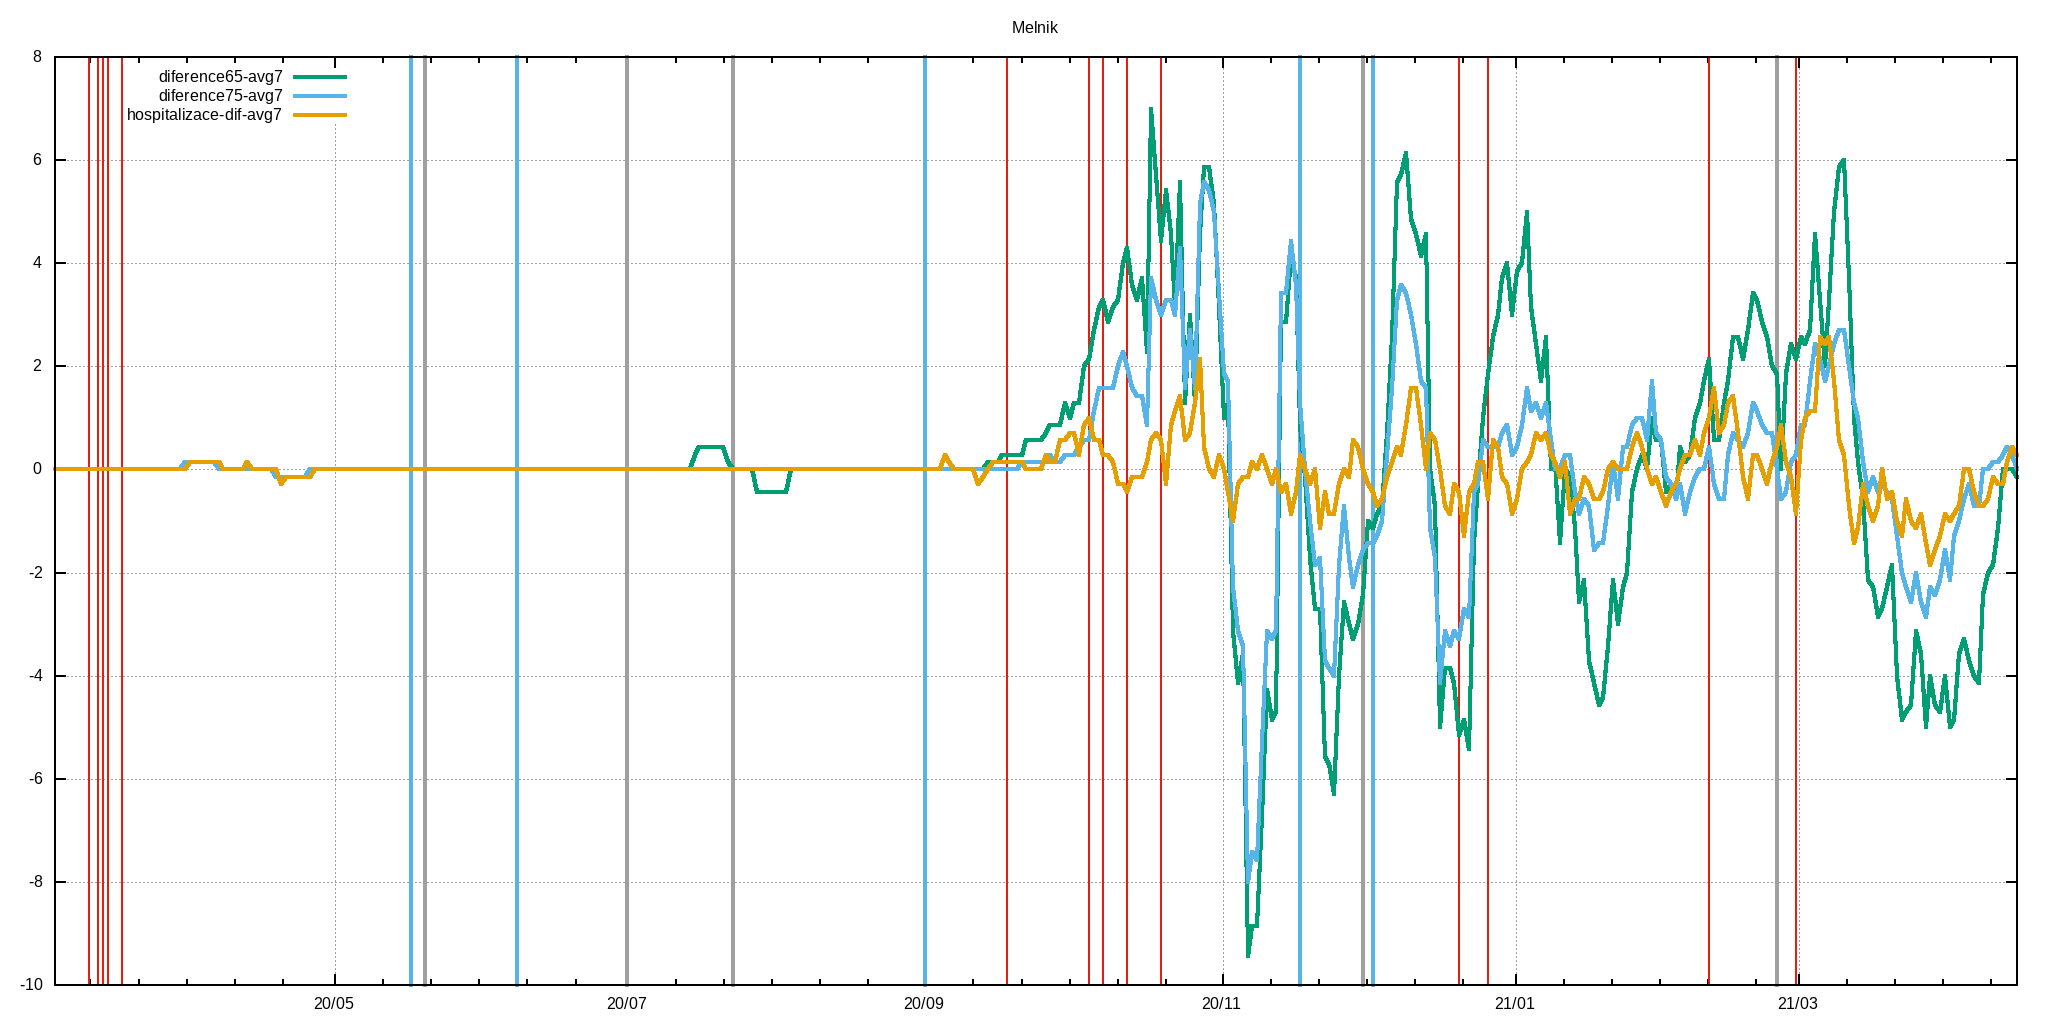 Melnik
diference65-avg7
diference75-avg7
hospitalizace-dif-avg7
8
6
4
2
0
-2
-4
-6
-8
-10
20/05 20/07 20/09 20/11 21/01 21/03